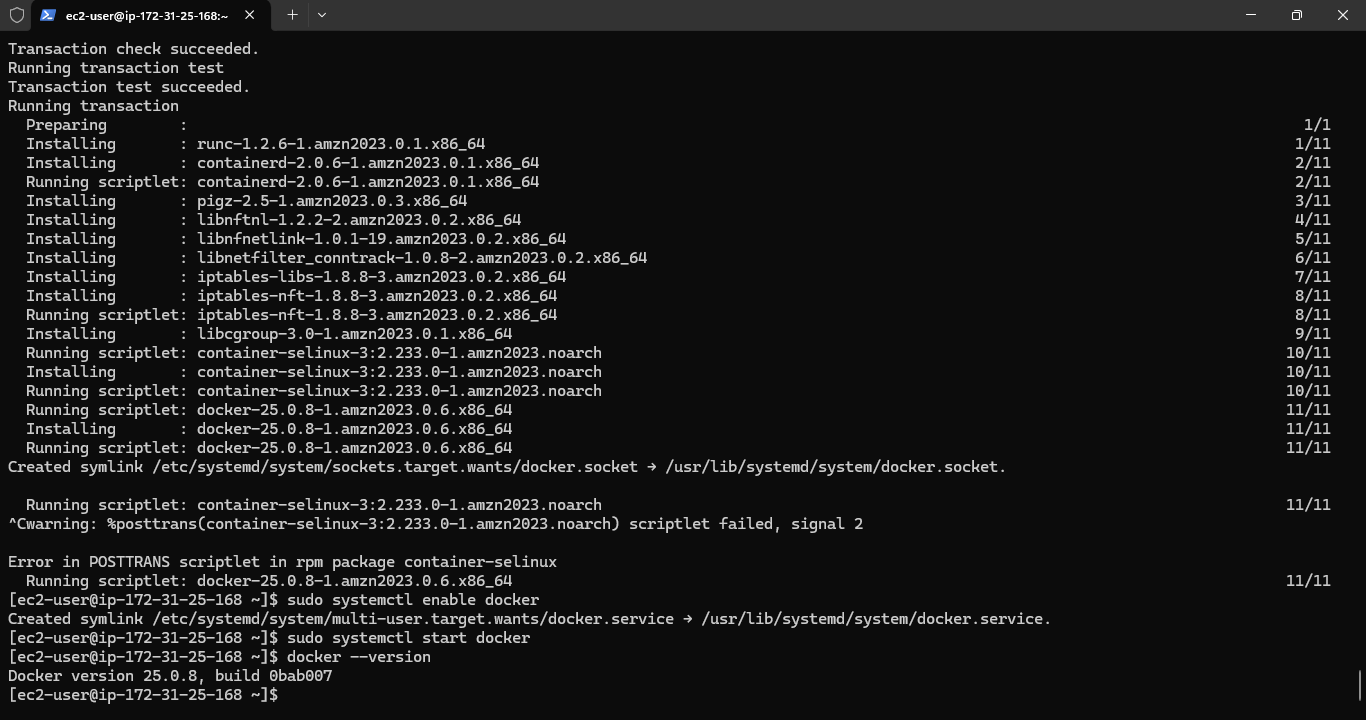 ec2-user@ip-172-31-25-168:~
Transaction check succeeded.
Running transaction test
Transaction test succeeded.
Running transaction
  Preparing        :                                                                 1/1
  Installing       : runc-1.2.6-1.amzn2023.0.1.x86_64                               1/11
  Installing       : containerd-2.0.6-1.amzn2023.0.1.x86_64                         2/11
  Running scriptlet: containerd-2.0.6-1.amzn2023.0.1.x86_64                         2/11
  Installing       : pigz-2.5-1.amzn2023.0.3.x86_64                                 3/11
  Installing       : libnftnl-1.2.2-2.amzn2023.0.2.x86_64                           4/11
  Installing       : libnfnetlink-1.0.1-19.amzn2023.0.2.x86_64                      5/11
  Installing       : libnetfilter_conntrack-1.0.8-2.amzn2023.0.2.x86_64             6/11
  Installing       : iptables-libs-1.8.8-3.amzn2023.0.2.x86_64                      7/11
  Installing       : iptables-nft-1.8.8-3.amzn2023.0.2.x86_64                       8/11
  Running scriptlet: iptables-nft-1.8.8-3.amzn2023.0.2.x86_64                       8/11
  Installing       : libcgroup-3.0-1.amzn2023.0.1.x86_64                            9/11
  Running scriptlet: container-selinux-3:2.233.0-1.amzn2023.noarch                 10/11
  Installing       : container-selinux-3:2.233.0-1.amzn2023.noarch                 10/11
  Running scriptlet: container-selinux-3:2.233.0-1.amzn2023.noarch                 10/11
  Running scriptlet: docker-25.0.8-1.amzn2023.0.6.x86_64                           11/11
  Installing       : docker-25.0.8-1.amzn2023.0.6.x86_64                           11/11
  Running scriptlet: docker-25.0.8-1.amzn2023.0.6.x86_64                           11/11
Created symlink /etc/systemd/system/sockets.target.wants/docker.socket → /usr/lib/systemd/system/docker.socket.
  Running scriptlet: container-selinux-3:2.233.0-1.amzn2023.noarch                 11/11
^Cwarning: %posttrans(container-selinux-3:2.233.0-1.amzn2023.noarch) scriptlet failed, signal 2
Error in POSTTRANS scriptlet in rpm package container-selinux
  Running scriptlet: docker-25.0.8-1.amzn2023.0.6.x86_64                           11/11
[ec2-user@ip-172-31-25-168 ~]$ sudo systemctl enable docker
Created symlink /etc/systemd/system/multi-user.target.wants/docker.service → /usr/lib/systemd/system/docker.service.
[ec2-user@ip-172-31-25-168 ~]$ sudo systemctl start docker
[ec2-user@ip-172-31-25-168 ~]$ docker --version
Docker version 25.0.8, build 0bab007
[ec2-user@ip-172-31-25-168 ~]$